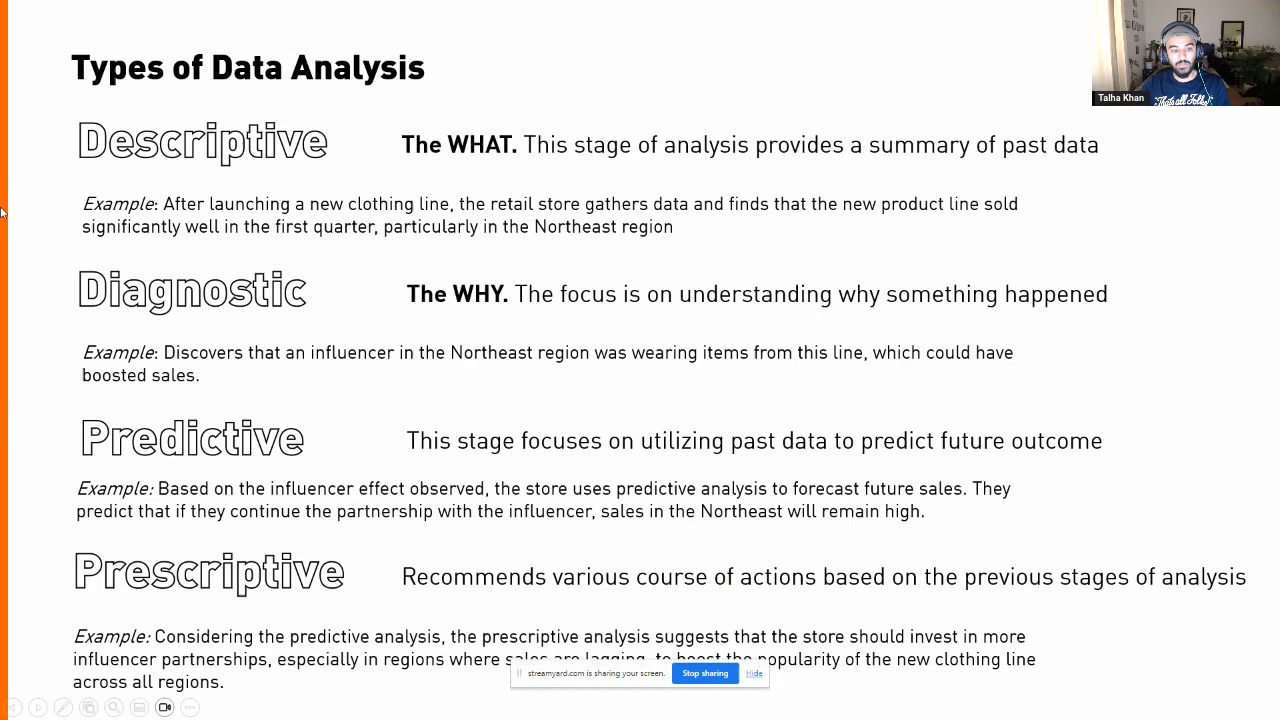 Types of Data Analysis
Talha Khan
Descriptive
The WHAT. This stage of analysis provides a summary of past data
Example: After launching a new clothing line, the retail store gathers data and finds that the new product line sold
significantly well in the first quarter, particularly in the Northeast region
Diagnostic
The WHY. The focus is on understanding why something happened
Example: Discovers that an influencer in the Northeast region was wearing items from this line, which could have
boosted sales.
Predictive
This stage focuses on utilizing past data to predict future outcome
Example: Based on the influencer effect observed, the store uses predictive analysis to forecast future sales. They
predict that if they continue the partnership with the influencer, sales in the Northeast will remain high.
Prescriptive
Recommends various course of actions based on the previous stages of analysis
Example: Considering the predictive analysis, the prescriptive analysis suggests that the store should invest in more
influencer partnerships, especially in regions where sales are lagging, to boost the popularity of the new clothing line
across all regions.
streamyard.com is sharing your screen.
Stop sharing
Hide
That's all Folks!